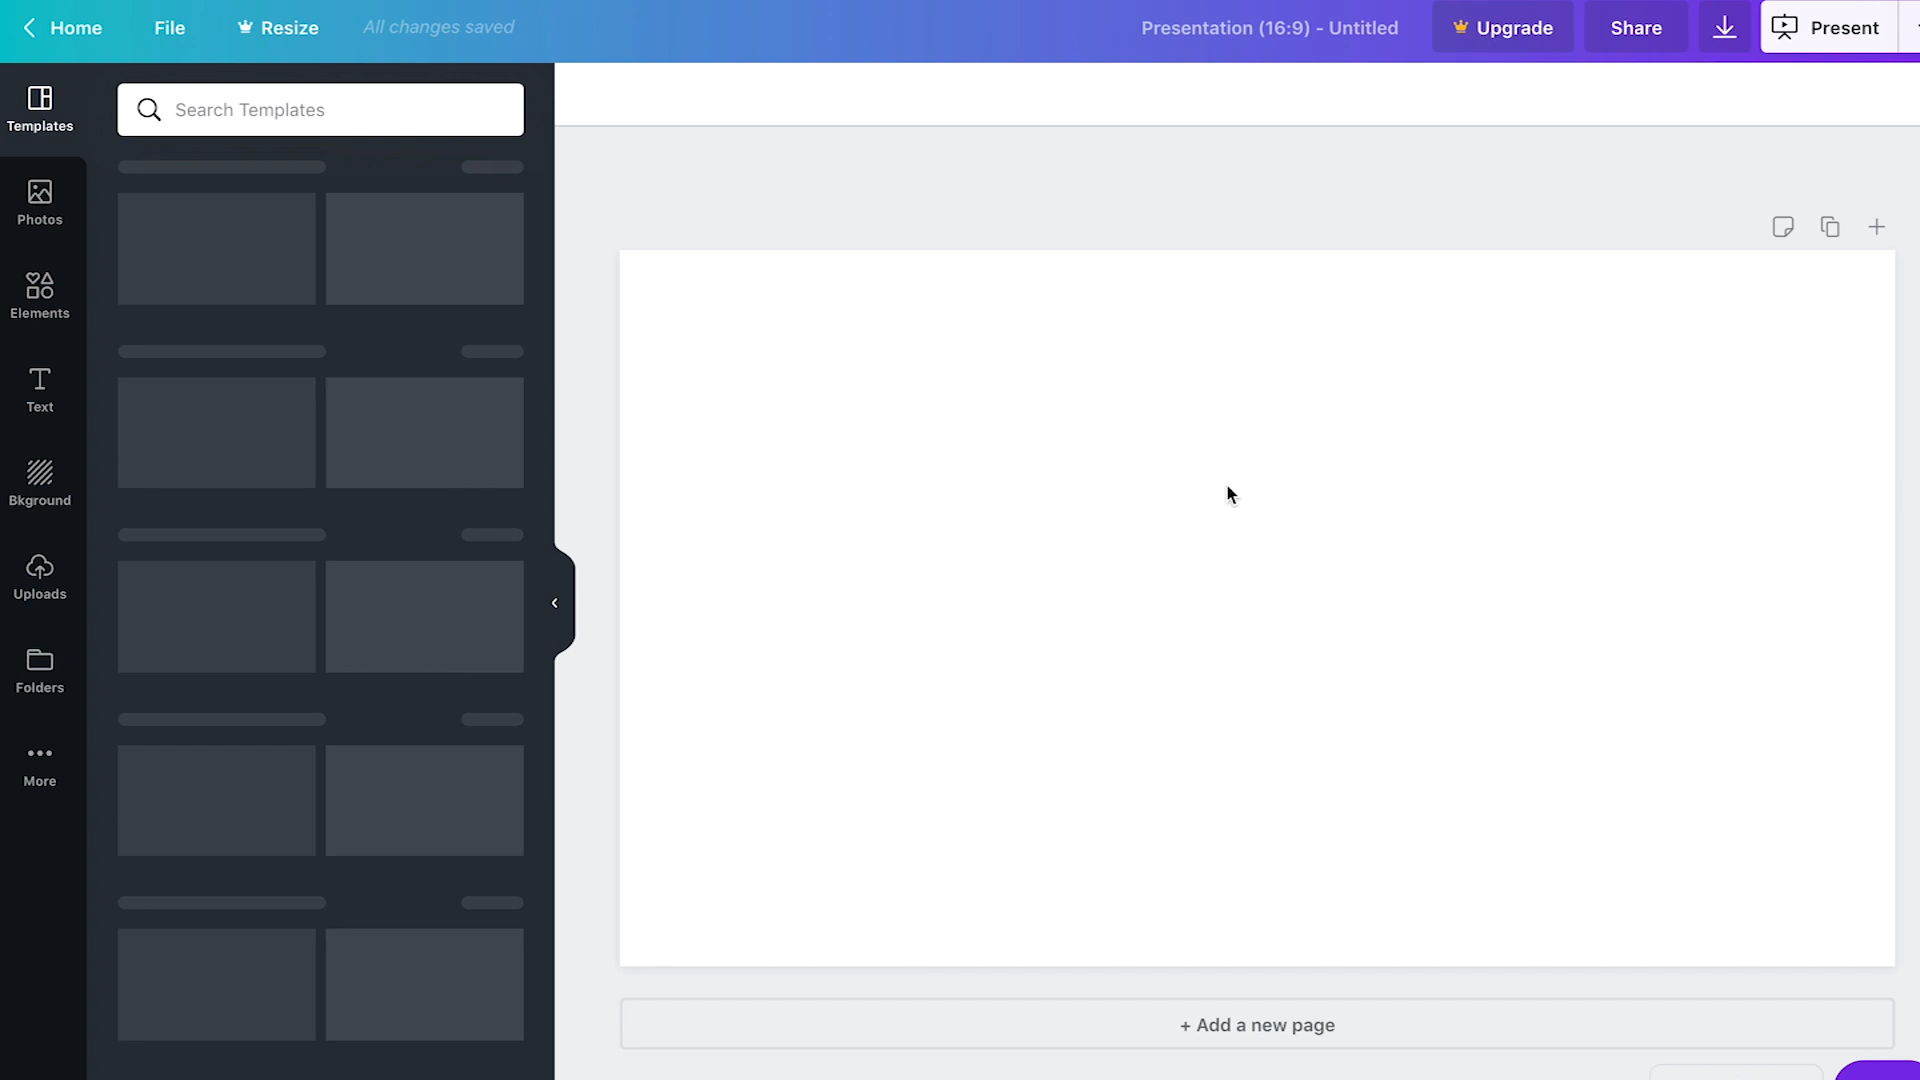 Home
File
Resize
All changes saved
Presentation (16:9) - Untitled
Upgrade
Share
Present
Templates
Search Templates
Photos
Elements
Text
Bkground
Uploads
Folders
More
+ Add a new page